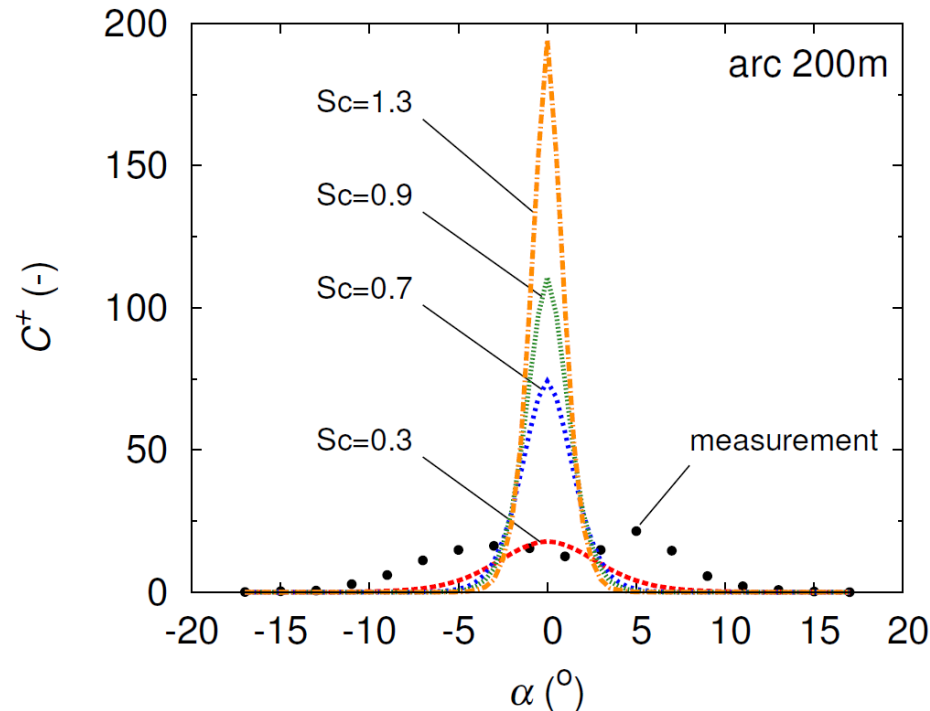 arc 200m
Sc=1.3
Sc=0.9
Sc=0.7
Sc=0.3
measurement
C+ (-)
200
150
100
50
0
-20 -15 -10 -5 0 5 10 15 20
α (o)